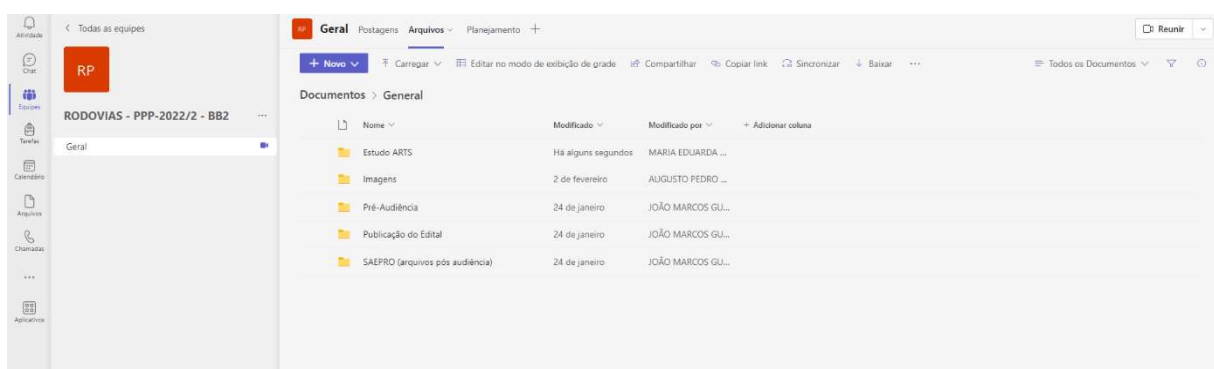 Atividade
Chat
Equipes
Tarefas
Calendário
Arquivos
Chamadas
...
Aplicativos
< Todas as equipes
RP
RODOVIAS - PPP-2022/2 - BB2 ...
Geral
RP Geral Postagens Arquivos Planejamento +
Reunir
+ Novo Carregar Editar no modo de exibição de grade Compartilhar Copiar link Sincronizar Baixar ... Todos os Documentos
Documentos > General
Nome Modificado Modificado por + Adicionar coluna
Estudo ARTS Há alguns segundos MARIA EDUARDA ...
Imagens 2 de fevereiro AUGUSTO PEDRO ...
Pré-Audiência 24 de janeiro JOÃO MARCOS GU...
Publicação do Edital 24 de janeiro JOÃO MARCOS GU...
SAEPRO (arquivos pós audiência) 24 de janeiro JOÃO MARCOS GU...